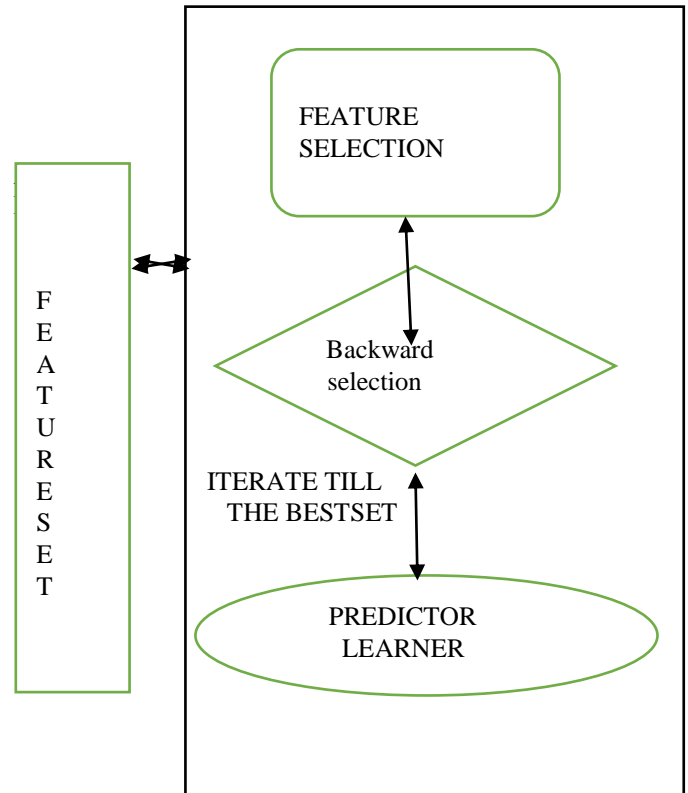 FEATURE
SELECTION
F
E
A
T
U
R
E
S
E
T
Backward
selection
ITERATE TILL
THE BESTSET
PREDICTOR
LEARNER